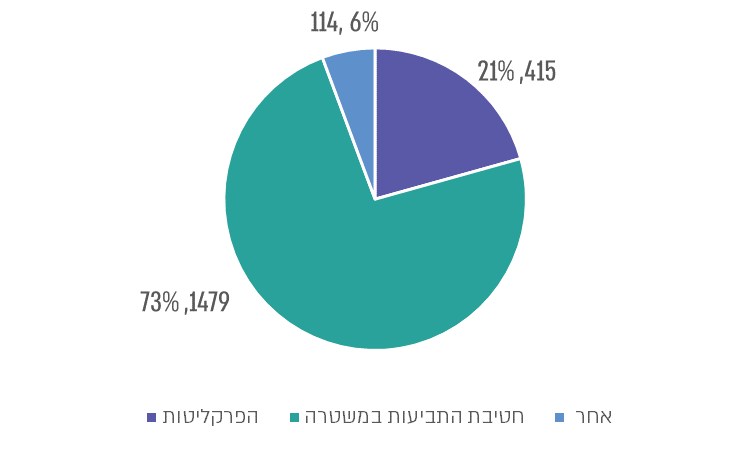 114, 6%
415, 21%
1479, 73%
הפרקליטות
חטיבת התביעות במשטרה
אחר